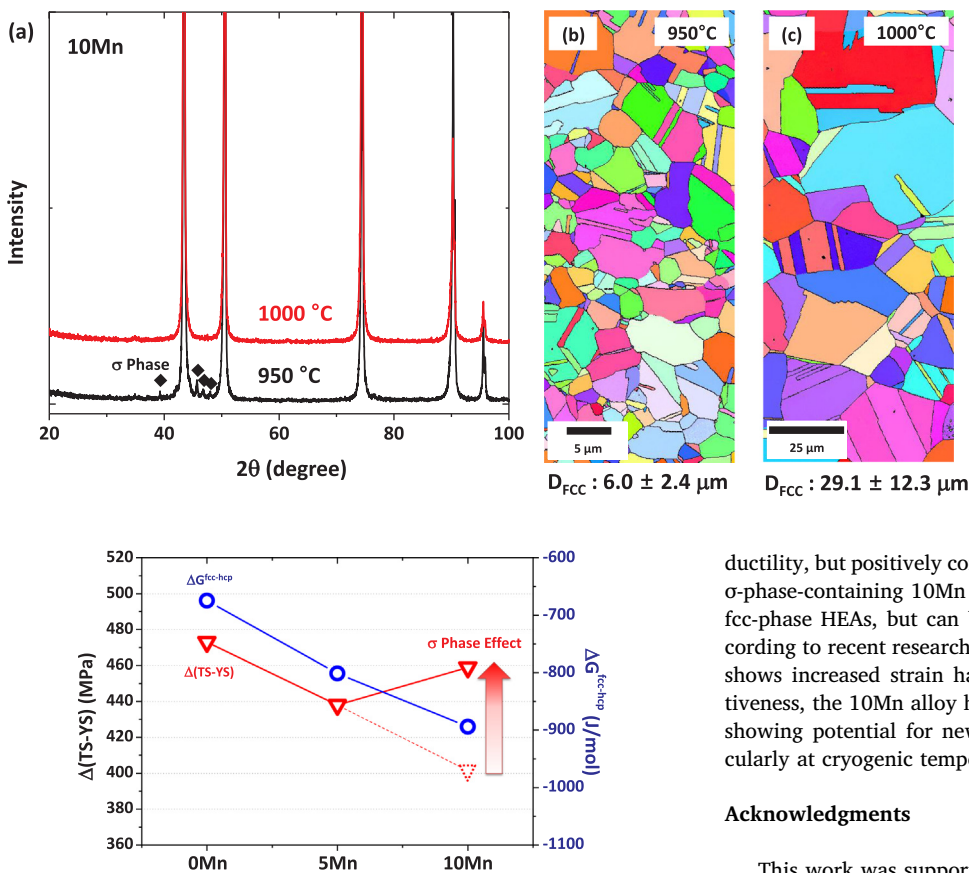 (a)
10Mn
Intensity
1000 °C
σ Phase
950 °C
20 40 60 80 100
2θ (degree)
(b) 950°C
5 μm
D_FCC : 6.0 ± 2.4 μm
(c) 1000°C
25 μm
D_FCC : 29.1 ± 12.3 μm
520
500
480
460
440
420
400
380
360
Δ(TS-YS) (MPa)
ΔG^fcc-hcp
Δ(TS-YS)
σ Phase Effect
-600
-700
-800
-900
-1000
-1100
ΔG^fcc-hcp (J/mol)
0Mn 5Mn 10Mn
ductility, but positively co
σ-phase-containing 10Mn
fcc-phase HEAs, but can
cording to recent research
shows increased strain ha
tiveness, the 10Mn alloy h
showing potential for new
cularly at cryogenic tempe
Acknowledgments
This work was suppor